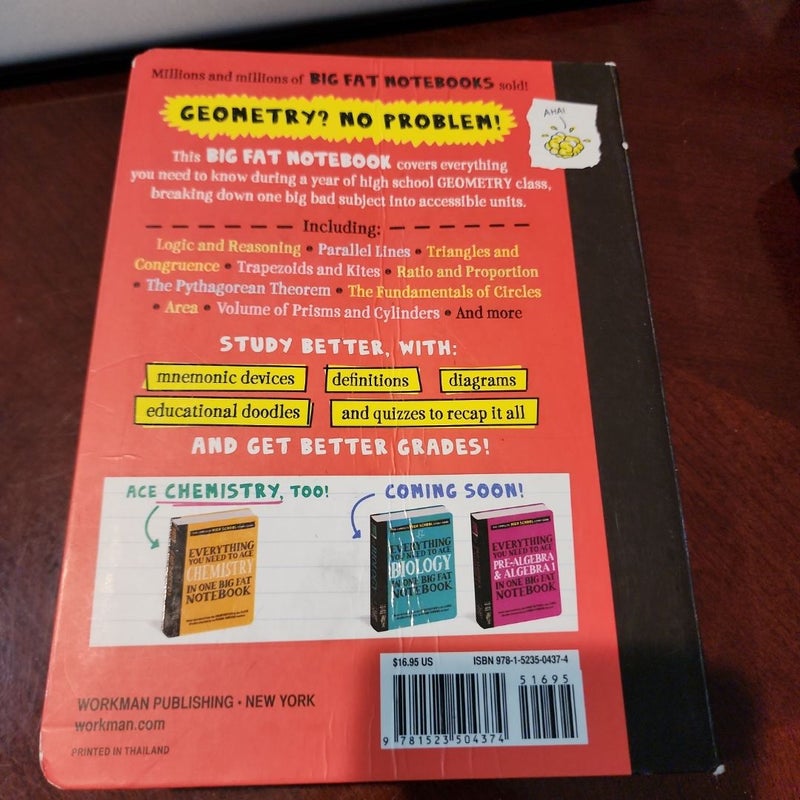 Millions and millions of BIG FAT NOTEBOOKS sold!
GEOMETRY? NO PROBLEM!
AHA!
This BIG FAT NOTEBOOK covers everything
you need to know during a year of high school GEOMETRY class,
breaking down one big bad subject into accessible units.
Including:
Logic and Reasoning • Parallel Lines • Triangles and
Congruence • Trapezoids and Kites • Ratio and Proportion
• The Pythagorean Theorem • The Fundamentals of Circles
• Area • Volume of Prisms and Cylinders • And more
STUDY BETTER, WITH:
mnemonic devices definitions diagrams
educational doodles and quizzes to recap it all
AND GET BETTER GRADES!
ACE CHEMISTRY, TOO!
COMING SOON!
EVERYTHING
YOU NEED TO ACE
CHEMISTRY
IN ONE BIG FAT
NOTEBOOK
EVERYTHING
YOU NEED TO ACE
BIOLOGY
IN ONE BIG FAT
NOTEBOOK
EVERYTHING
YOU NEED TO ACE
PRE-ALGEBRA
& ALGEBRA 1
IN ONE BIG FAT
NOTEBOOK
$16.95 US ISBN 978-1-5235-0437-4
51695
9 781523 504374
WORKMAN PUBLISHING • NEW YORK
workman.com
PRINTED IN THAILAND